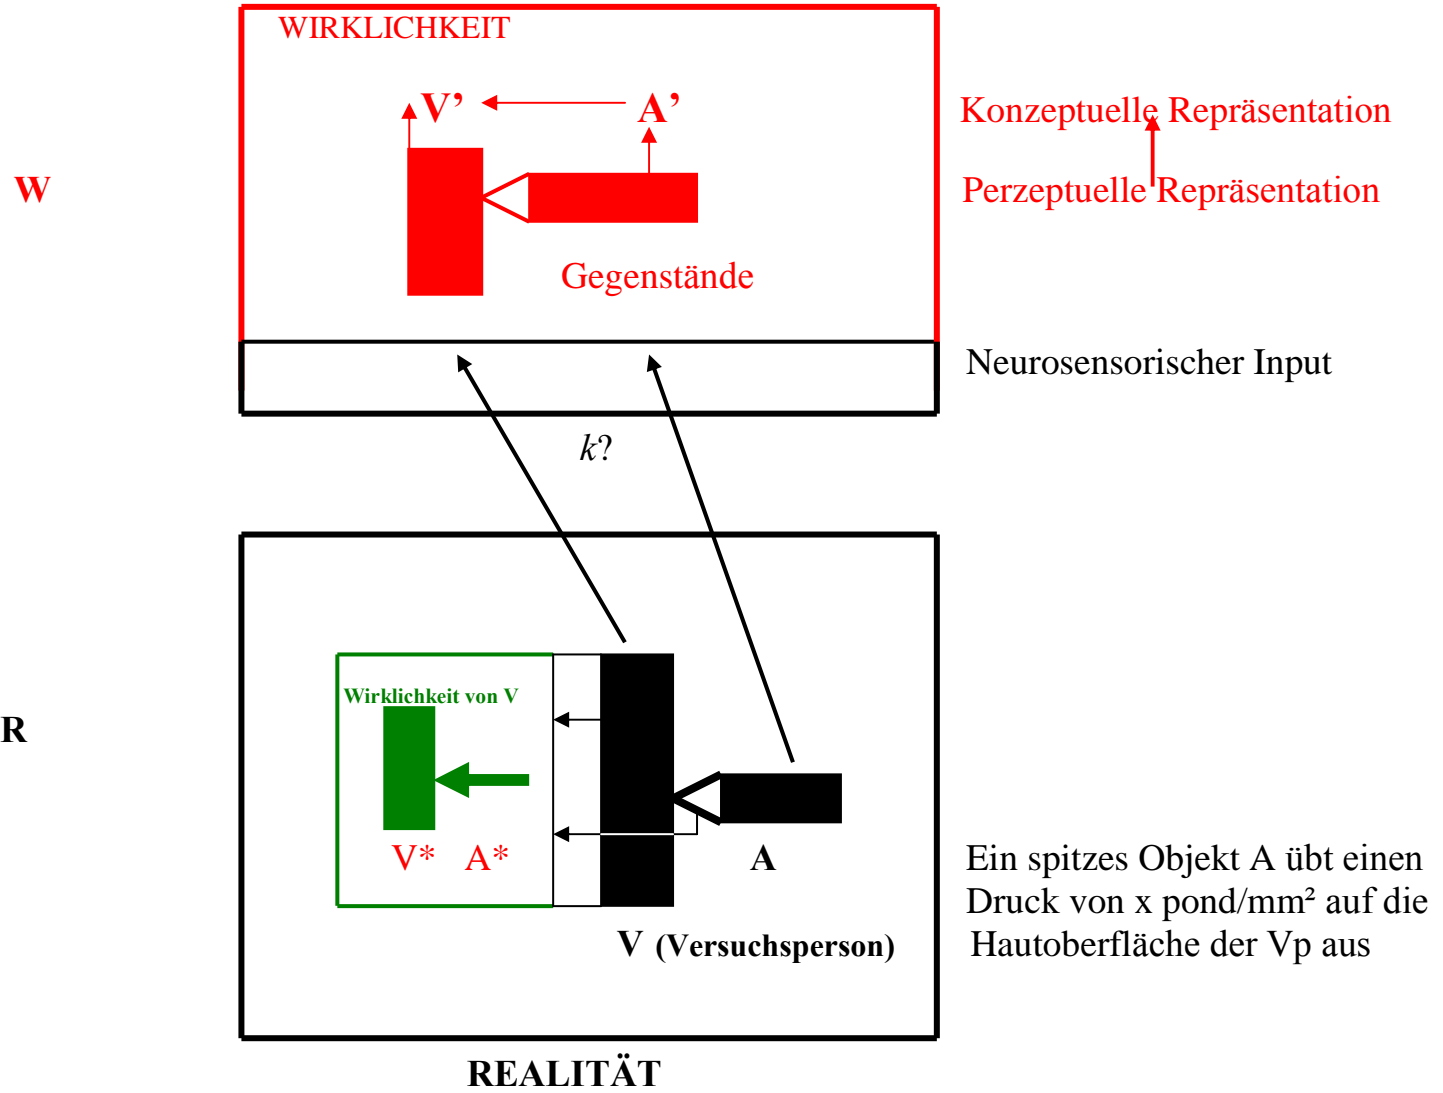 WIRKLICHKEIT
V’ A’
Konzeptuelle Repräsentation
W
Perzeptuelle Repräsentation
Gegenstände
Neurosensorischer Input
k?
Wirklichkeit von V
R
V* A*
A
Ein spitzes Objekt A übt einen
Druck von x pond/mm² auf die
Hautoberfläche der Vp aus
V (Versuchsperson)
REALITÄT